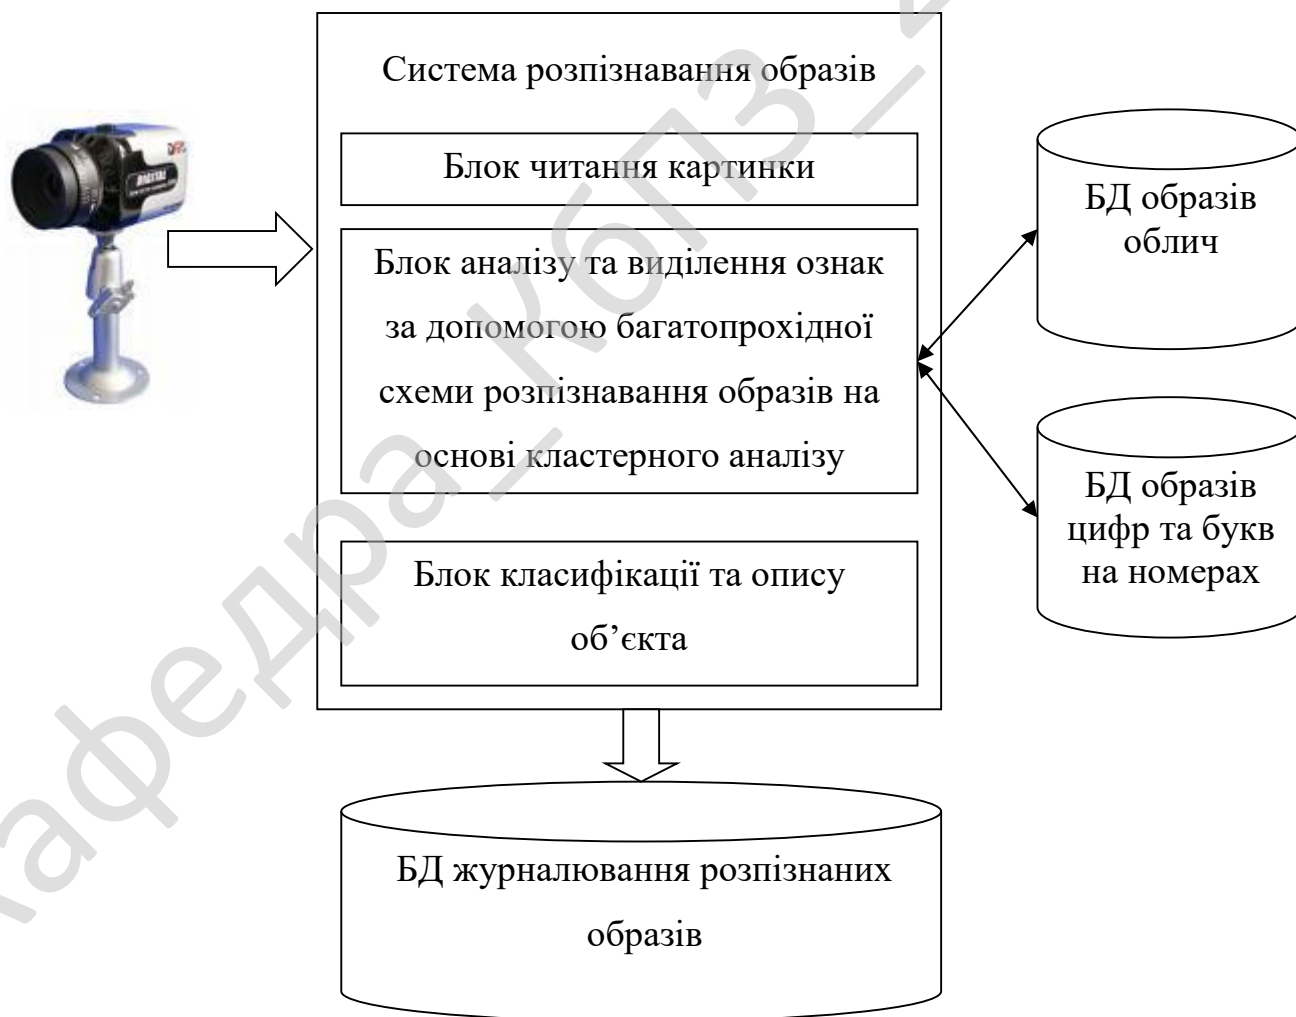 Система розпізнавання образів
Блок читання картинки
Блок аналізу та виділення ознак
за допомогою багатопрохідної
схеми розпізнавання образів на
основі кластерного аналізу
Блок класифікації та опису
об’єкта
БД образів
облич
БД образів
цифр та букв
на номерах
БД журналювання розпізнаних
образів
DIGITAL
Кафедра_КбПЗ_2